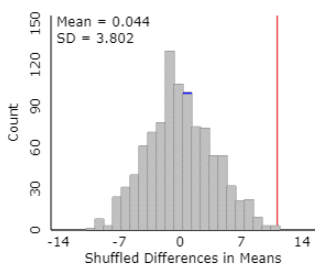 Mean = 0.044
SD = 3.802
150
120
90
60
30
0
Count
-14 -7 0 7 14
Shuffled Differences in Means